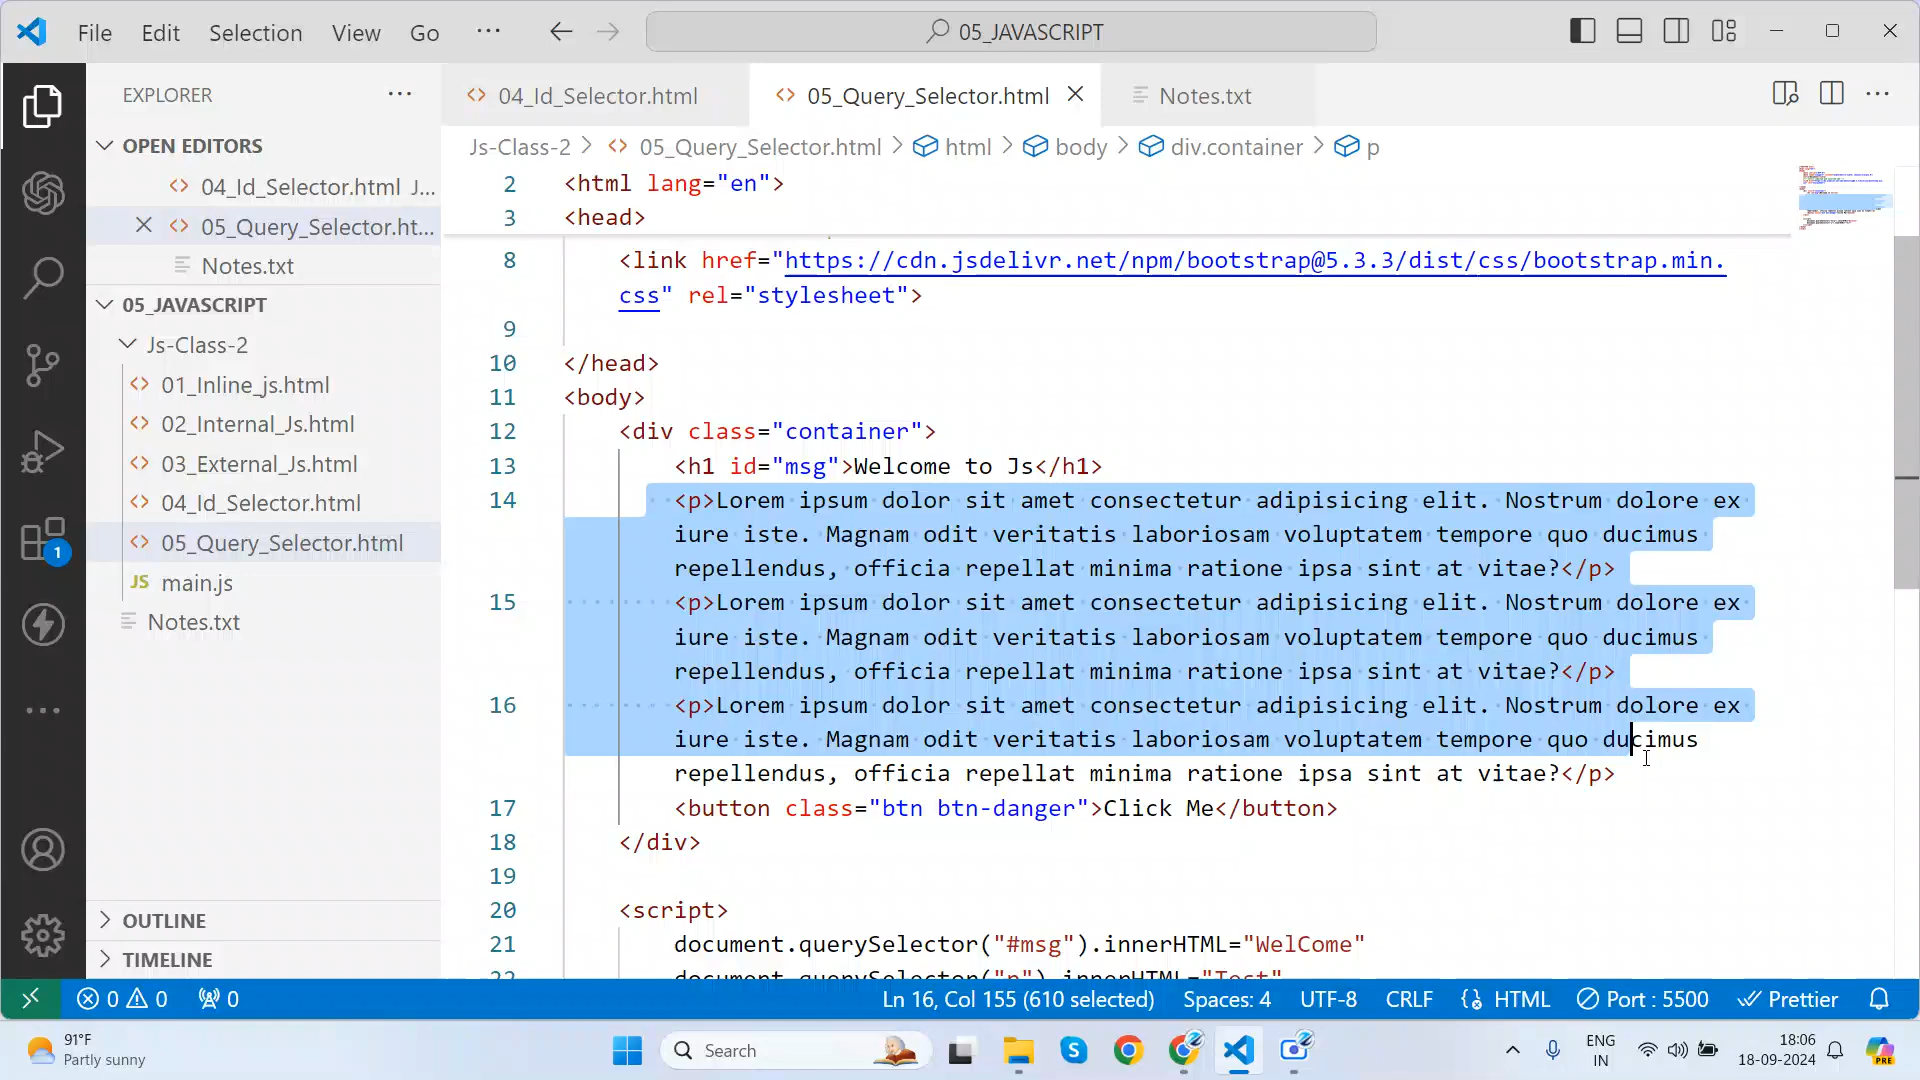 File Edit Selection View Go ··· 05_JAVASCRIPT
EXPLORER ···
OPEN EDITORS
04_Id_Selector.html J...
05_Query_Selector.ht...
Notes.txt
05_JAVASCRIPT
Js-Class-2
01_Inline_js.html
02_Internal_Js.html
03_External_Js.html
04_Id_Selector.html
05_Query_Selector.html
JS main.js
Notes.txt
OUTLINE
TIMELINE
1
04_Id_Selector.html 05_Query_Selector.html Notes.txt
Js-Class-2 > 05_Query_Selector.html > html > body > div.container > p
2 <html lang="en">
3 <head>
8 <link href="https://cdn.jsdelivr.net/npm/bootstrap@5.3.3/dist/css/bootstrap.min.
css" rel="stylesheet">
9
10 </head>
11 <body>
12 <div class="container">
13 <h1 id="msg">Welcome to Js</h1>
14 <p>Lorem ipsum dolor sit amet consectetur adipisicing elit. Nostrum dolore ex
iure iste. Magnam odit veritatis laboriosam voluptatem tempore quo ducimus
repellendus, officia repellat minima ratione ipsa sint at vitae?</p>
15 <p>Lorem ipsum dolor sit amet consectetur adipisicing elit. Nostrum dolore ex
iure iste. Magnam odit veritatis laboriosam voluptatem tempore quo ducimus
repellendus, officia repellat minima ratione ipsa sint at vitae?</p>
16 <p>Lorem ipsum dolor sit amet consectetur adipisicing elit. Nostrum dolore ex
iure iste. Magnam odit veritatis laboriosam voluptatem tempore quo ducimus
repellendus, officia repellat minima ratione ipsa sint at vitae?</p>
17 <button class="btn btn-danger">Click Me</button>
18 </div>
19
20 <script>
21 document.querySelector("#msg").innerHTML="WelCome"
22 document.querySelector("p").innerHTML="Test"
0 0 0 Ln 16, Col 155 (610 selected) Spaces: 4 UTF-8 CRLF HTML Port : 5500 Prettier
91°F
Partly sunny
Search
ENG
IN
18:06
18-09-2024
PRE